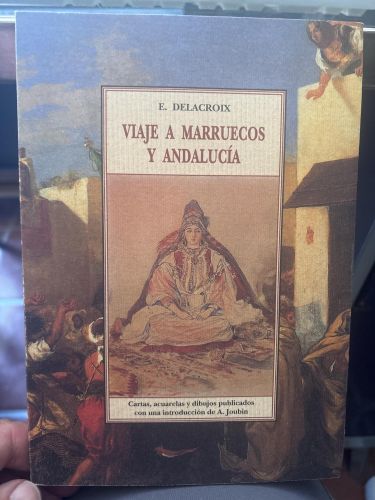 E. DELACROIX
VIAJE A MARRUECOS
Y ANDALUCÍA
Cartas, acuarelas y dibujos publicados
con una introducción de A. Joubin